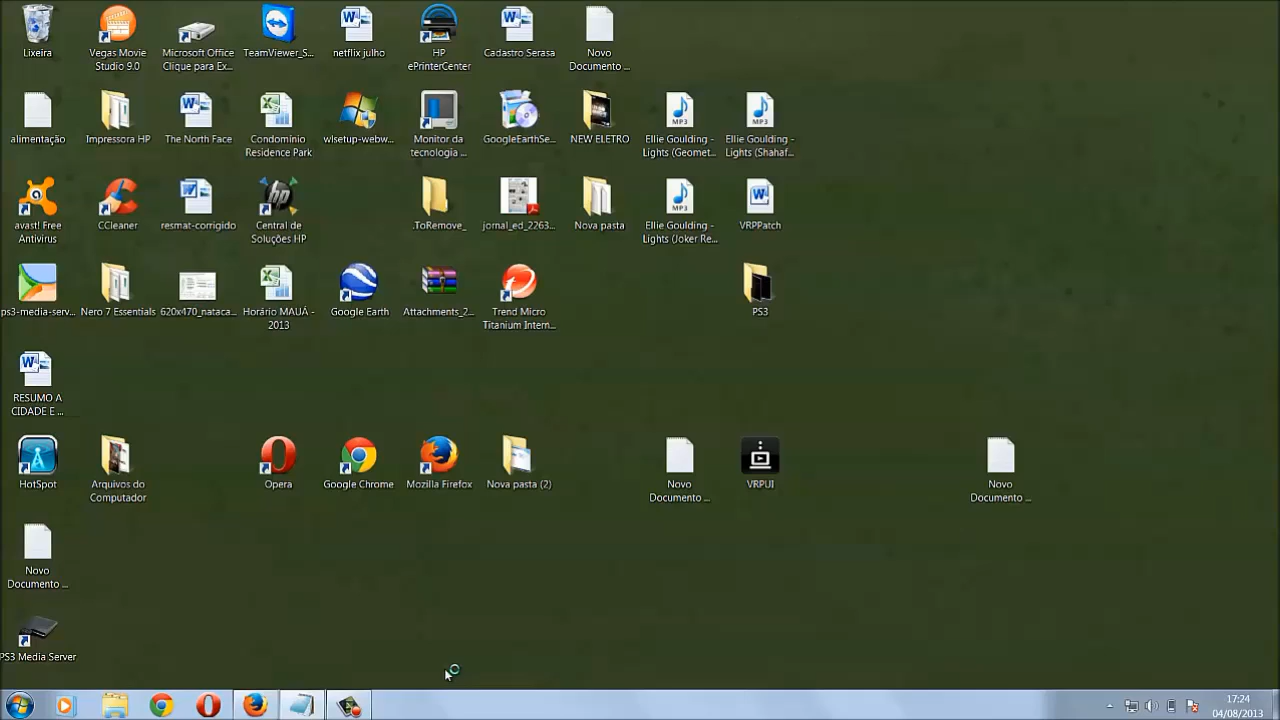 Lixeira
Vegas Movie
Studio 9.0
Microsoft Office
Clique para Ex...
TeamViewer_S...
netflix julho
HP
ePrinterCenter
Cadastro Serasa
Novo
Documento ...
alimentação
Impressora HP
The North Face
Condomínio
Residence Park
wlsetup-webw...
Monitor da
tecnologia ...
GoogleEarthSe...
NEW ELETRO
MP3
Ellie Goulding -
Lights (Geomet...
MP3
Ellie Goulding -
Lights (Shahaf...
avast! Free
Antivirus
CCleaner
resmat-corrigido
hp
Central de
Soluções HP
.ToRemove_
jornal_ed_2263...
Nova pasta
MP3
Ellie Goulding -
Lights (Joker Re...
VRPPatch
ps3-media-serv...
Nero 7 Essentials
620x470_nataca...
Horário MAUÁ -
2013
Google Earth
Attachments_2...
Trend Micro
Titanium Intern...
PS3
RESUMO A
CIDADE E ...
HotSpot
Arquivos do
Computador
Opera
Google Chrome
Mozilla Firefox
Nova pasta (2)
Novo
Documento ...
VRPUI
Novo
Documento ...
Novo
Documento ...
PS3 Media Server
17:24
04/08/2013